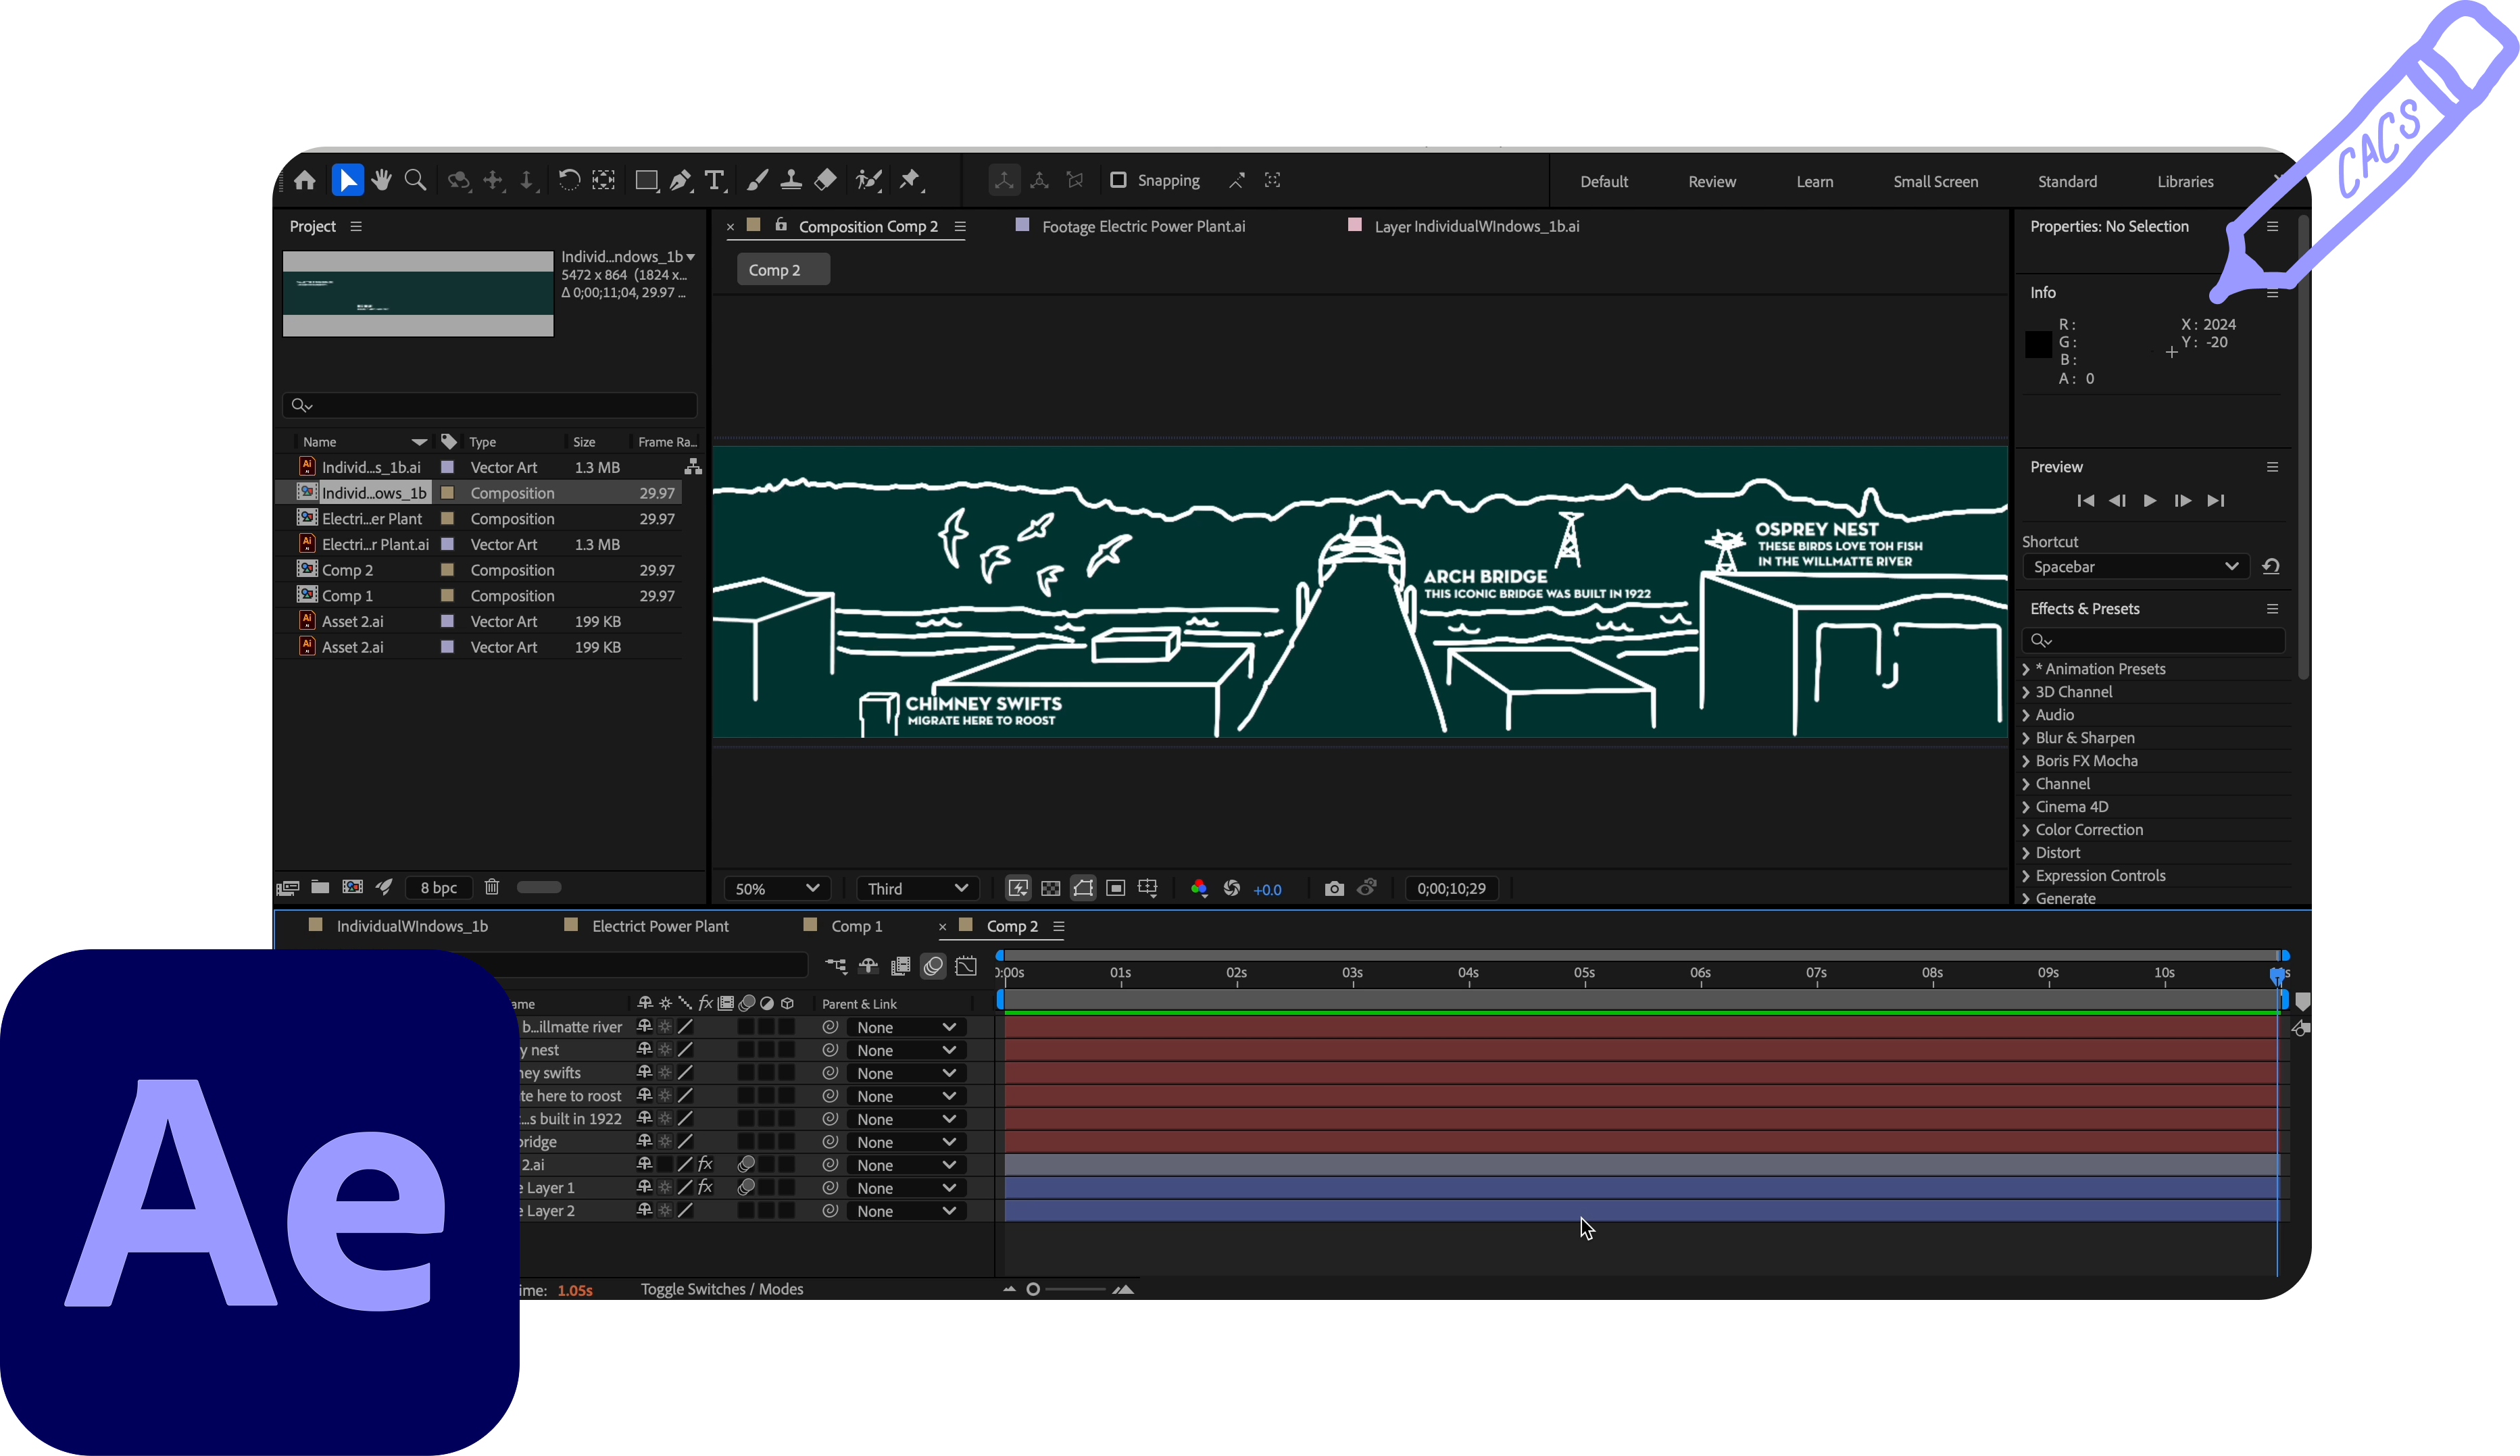 CACS
Snapping
Default Review Learn Small Screen Standard Libraries
Project
Individ...ndows_1b
5472 x 864 (1824 x...
Δ 0;00;11;04, 29.97 ...
Name Type Size Frame Ra...
Individ...s_1b.ai Vector Art 1.3 MB
Individ...ows_1b Composition 29.97
Electri...er Plant Composition 29.97
Electri...r Plant.ai Vector Art 1.3 MB
Comp 2 Composition 29.97
Comp 1 Composition 29.97
Asset 2.ai Vector Art 199 KB
Asset 2.ai Vector Art 199 KB
8 bpc
Composition Comp 2 Footage Electric Power Plant.ai Layer IndividualWIndows_1b.ai
Comp 2
OSPREY NEST
THESE BIRDS LOVE TOH FISH
IN THE WILLMATTE RIVER
ARCH BRIDGE
THIS ICONIC BRIDGE WAS BUILT IN 1922
CHIMNEY SWIFTS
MIGRATE HERE TO ROOST
50% Third +0.0 0;00;10;29
Properties: No Selection
Info
R :
G :
B :
A : 0
X : 2024
Y : -20
Preview
Shortcut
Spacebar
Effects & Presets
* Animation Presets
3D Channel
Audio
Blur & Sharpen
Boris FX Mocha
Channel
Cinema 4D
Color Correction
Distort
Expression Controls
Generate
IndividualWIndows_1b Electrict Power Plant Comp 1 Comp 2
0:00s 01s 02s 03s 04s 05s 06s 07s 08s 09s 10s
ame fx Parent & Link
b...illmatte river None
y nest None
ney swifts None
te here to roost None
...s built in 1922 None
bridge None
2.ai fx None
e Layer 1 fx None
e Layer 2 None
ime: 1.05s Toggle Switches / Modes
Ae